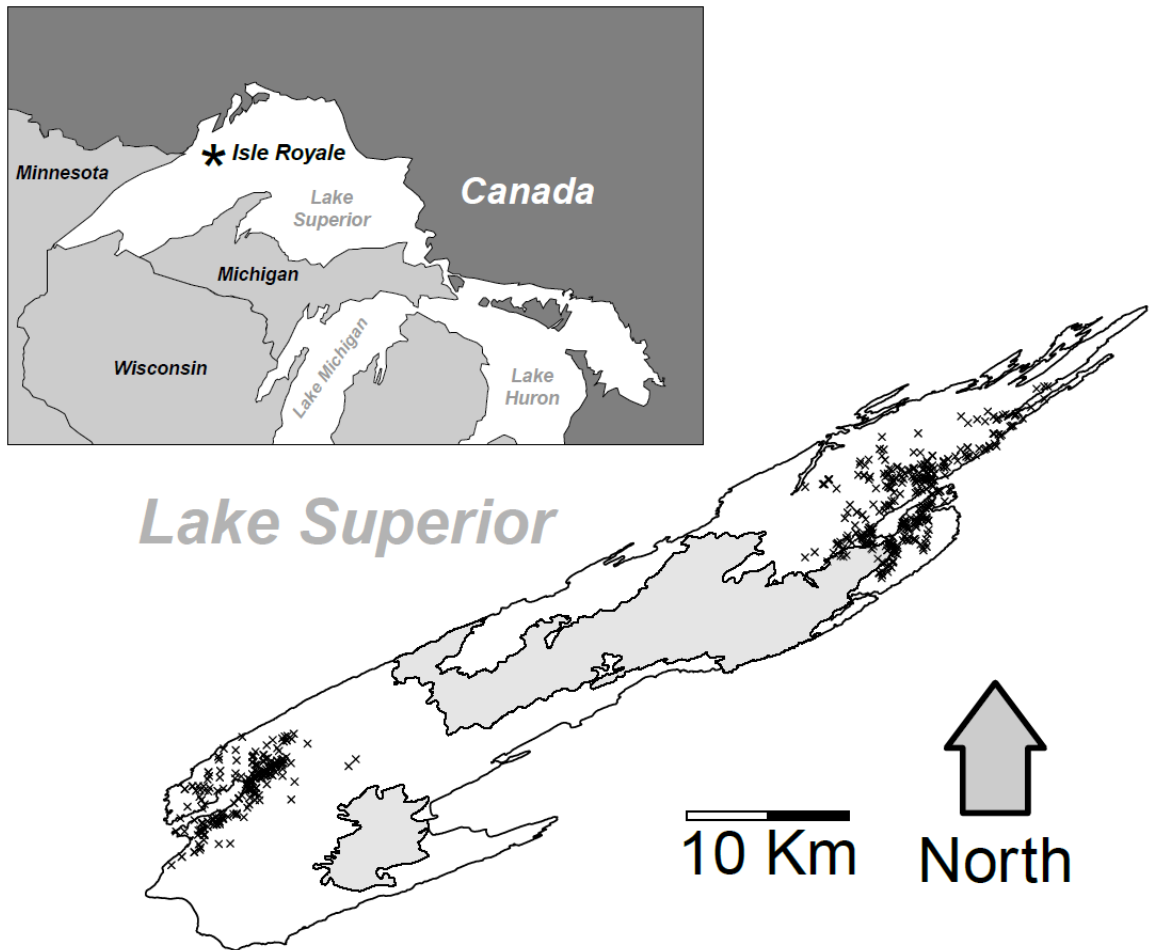 Minnesota
* Isle Royale
Canada
Lake
Superior
Michigan
Wisconsin
Lake Michigan
Lake
Huron
Lake Superior
10 Km
North